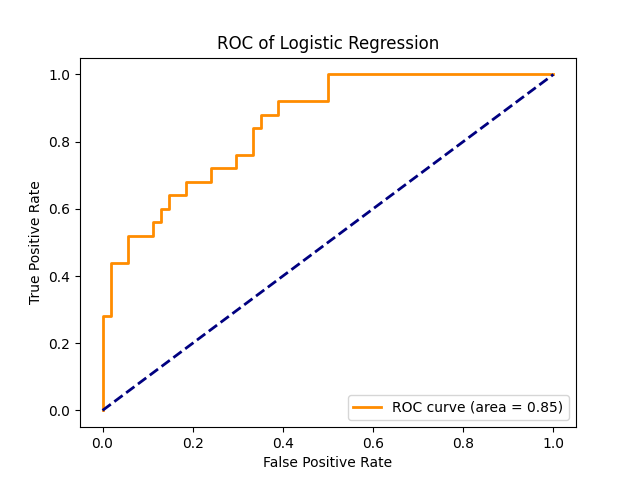 ROC of Logistic Regression
1.0
0.8
0.6
0.4
0.2
0.0
True Positive Rate
ROC curve (area = 0.85)
0.0 0.2 0.4 0.6 0.8 1.0
False Positive Rate